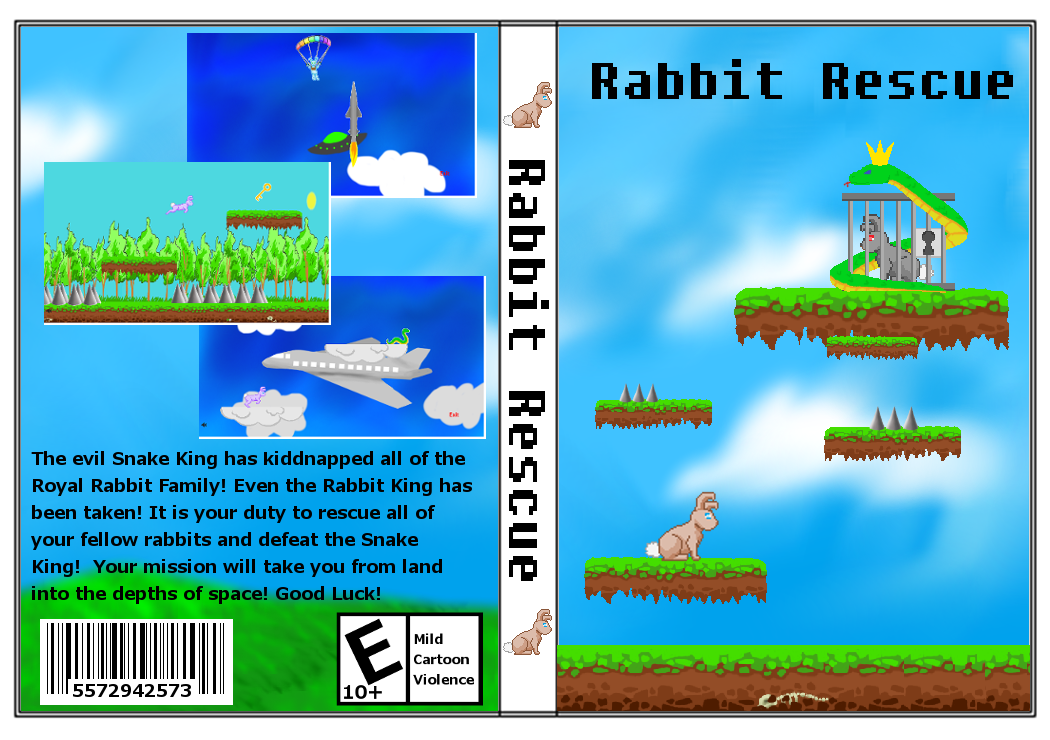 Exit
Exit
Exit
The evil Snake King has kiddnapped all of the
Royal Rabbit Family! Even the Rabbit King has
been taken! It is your duty to rescue all of
your fellow rabbits and defeat the Snake
King!  Your mission will take you from land
into the depths of space! Good Luck!
5572942573
E
10+
Mild
Cartoon
Violence
Rabbit Rescue
Rabbit Rescue